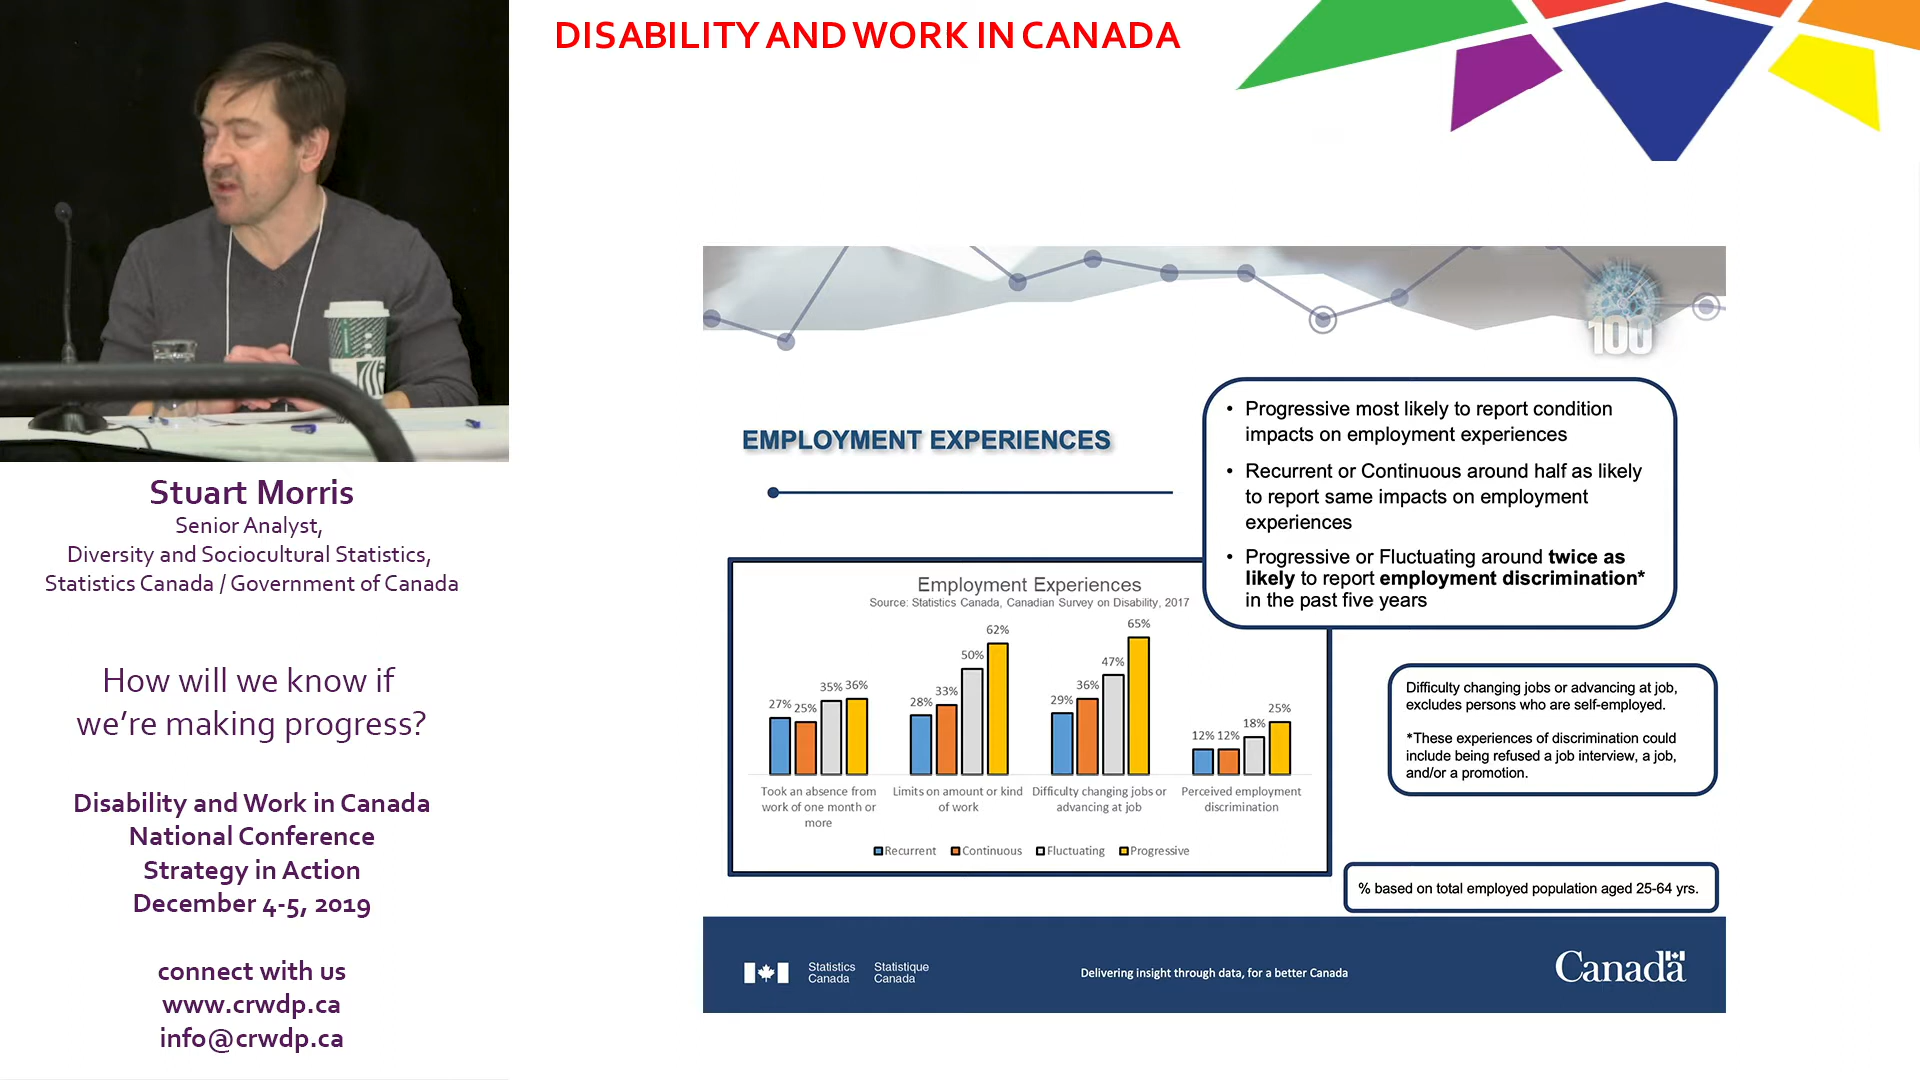 DISABILITY AND WORK IN CANADA
Stuart Morris
Senior Analyst,
Diversity and Sociocultural Statistics,
Statistics Canada / Government of Canada
How will we know if
we're making progress?
Disability and Work in Canada
National Conference
Strategy in Action
December 4-5, 2019
connect with us
www.crwdp.ca
info@crwdp.ca
100
EMPLOYMENT EXPERIENCES
• Progressive most likely to report condition
impacts on employment experiences
• Recurrent or Continuous around half as likely
to report same impacts on employment
experiences
• Progressive or Fluctuating around twice as
likely to report employment discrimination*
in the past five years
Employment Experiences
Source: Statistics Canada, Canadian Survey on Disability, 2017
27% 25% 35% 36%
28% 33% 50% 62%
29% 36% 47% 65%
12% 12% 18% 25%
Took an absence from
work of one month or
more
Limits on amount or kind
of work
Difficulty changing jobs or
advancing at job
Perceived employment
discrimination
Recurrent Continuous Fluctuating Progressive
Difficulty changing jobs or advancing at job,
excludes persons who are self-employed.
*These experiences of discrimination could
include being refused a job interview, a job,
and/or a promotion.
% based on total employed population aged 25-64 yrs.
Statistics
Canada
Statistique
Canada
Delivering insight through data, for a better Canada
Canada